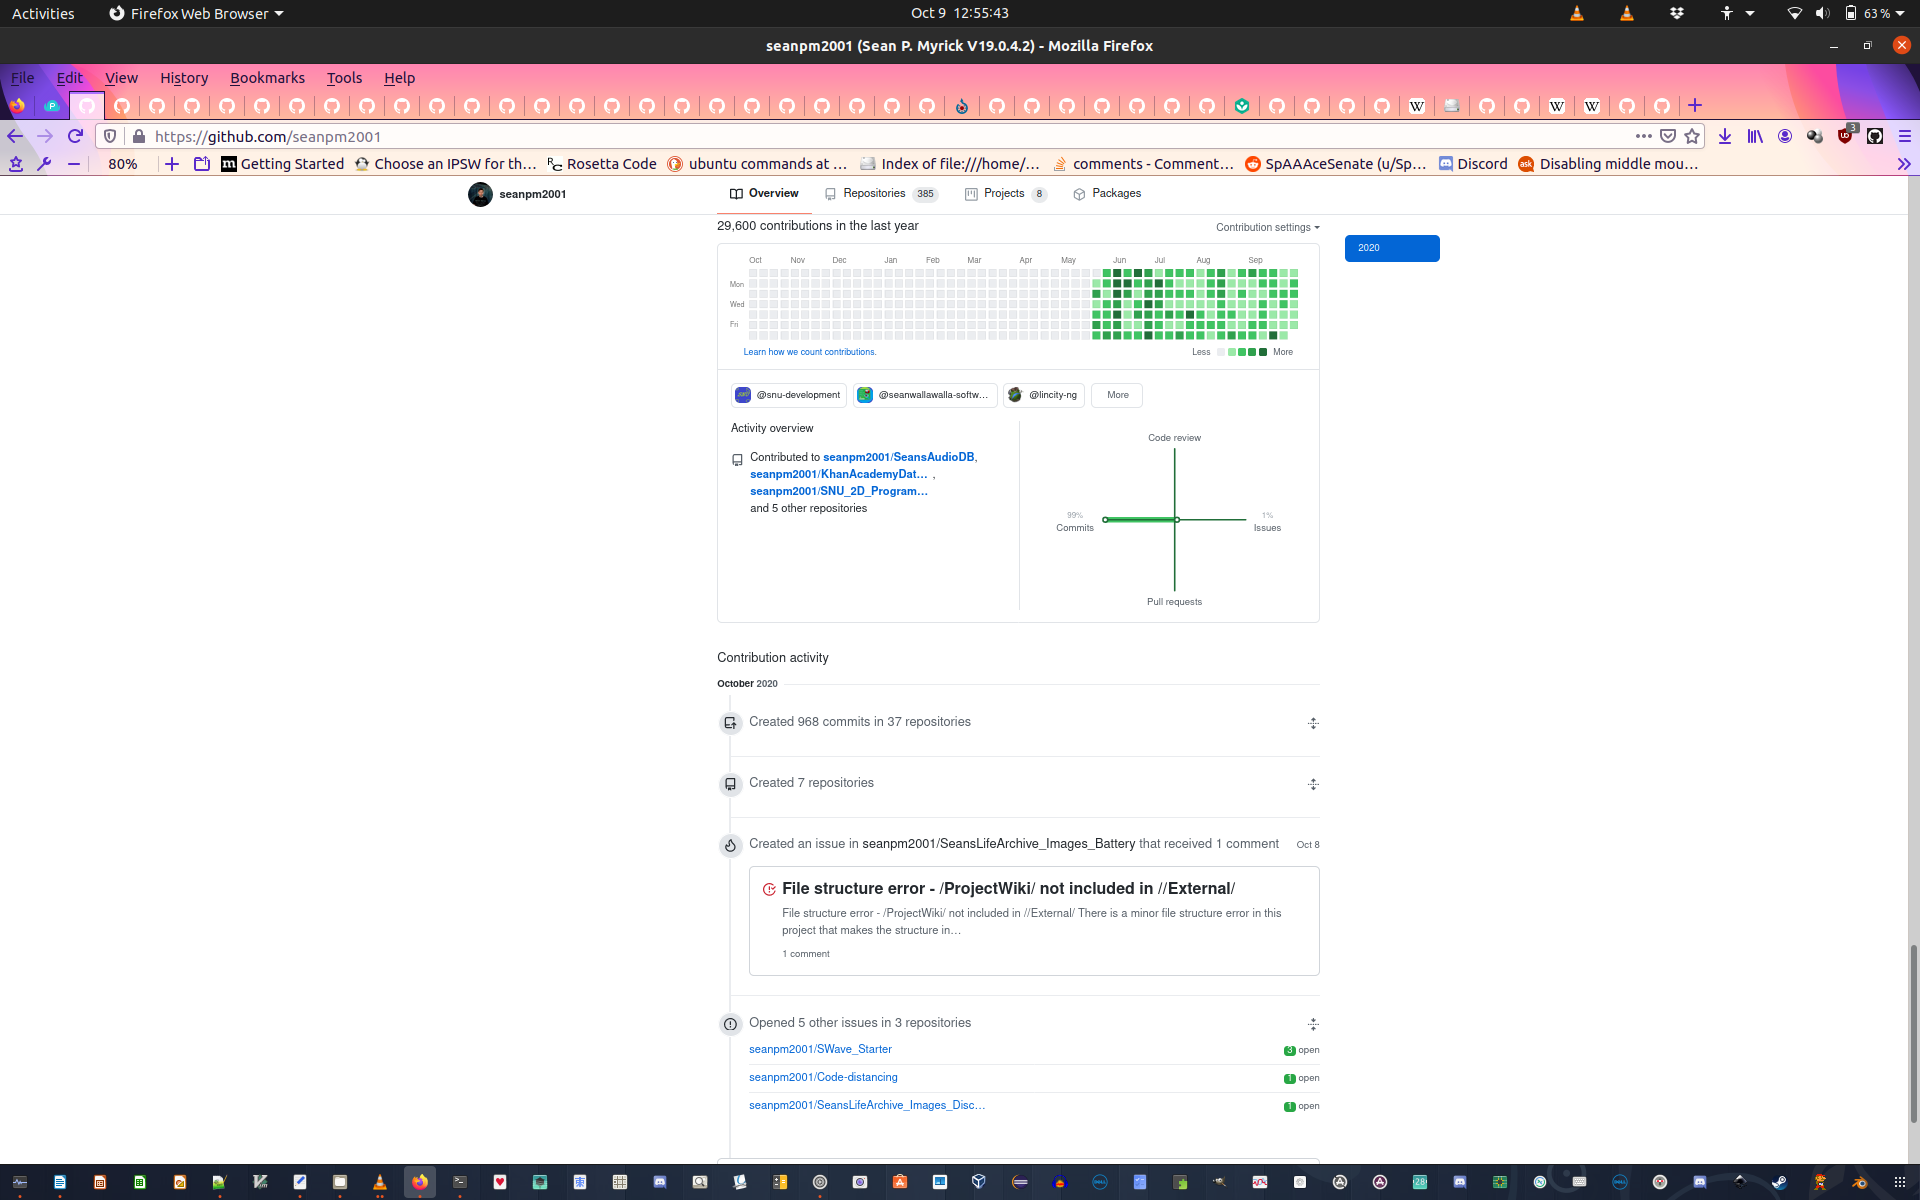 Activities
Firefox Web Browser
Oct 9 12:55:43
63 %
seanpm2001 (Sean P. Myrick V19.0.4.2) - Mozilla Firefox
File Edit View History Bookmarks Tools Help
https://github.com/seanpm2001
3
80%
Getting Started
Choose an IPSW for th…
Rosetta Code
ubuntu commands at …
Index of file:///home/…
comments - Comment…
SpAAAceSenate (u/Sp…
Discord
Disabling middle mou…
seanpm2001
Overview
Repositories 385
Projects 8
Packages
29,600 contributions in the last year
Contribution settings
2020
Oct Nov Dec Jan Feb Mar Apr May Jun Jul Aug Sep
Mon
Wed
Fri
Learn how we count contributions.
Less More
@snu-development
@seanwallawalla-softw…
@lincity-ng
More
Activity overview
Contributed to seanpm2001/SeansAudioDB,
seanpm2001/KhanAcademyDat… ,
seanpm2001/SNU_2D_Program…
and 5 other repositories
Code review
99%
Commits
1%
Issues
Pull requests
Contribution activity
October 2020
Created 968 commits in 37 repositories
Created 7 repositories
Created an issue in seanpm2001/SeansLifeArchive_Images_Battery that received 1 comment
Oct 8
File structure error - /ProjectWiki/ not included in //External/
File structure error - /ProjectWiki/ not included in //External/ There is a minor file structure error in this
project that makes the structure in…
1 comment
Opened 5 other issues in 3 repositories
seanpm2001/SWave_Starter
3 open
seanpm2001/Code-distancing
1 open
seanpm2001/SeansLifeArchive_Images_Disc…
1 open